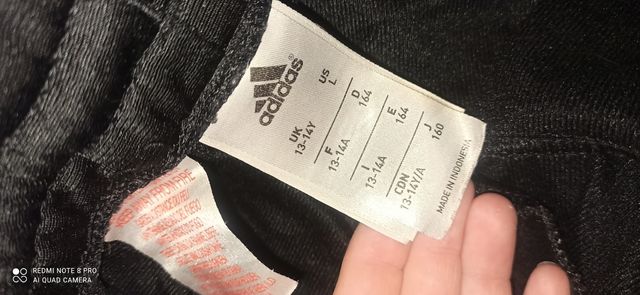 adidas®
US
L
UK
13-14Y
D
164
F
13-14A
E
164
I
13-14A
J
160
CDN
13-14Y/A
MADE IN INDONESIA
REDMI NOTE 8 PRO
AI QUAD CAMERA